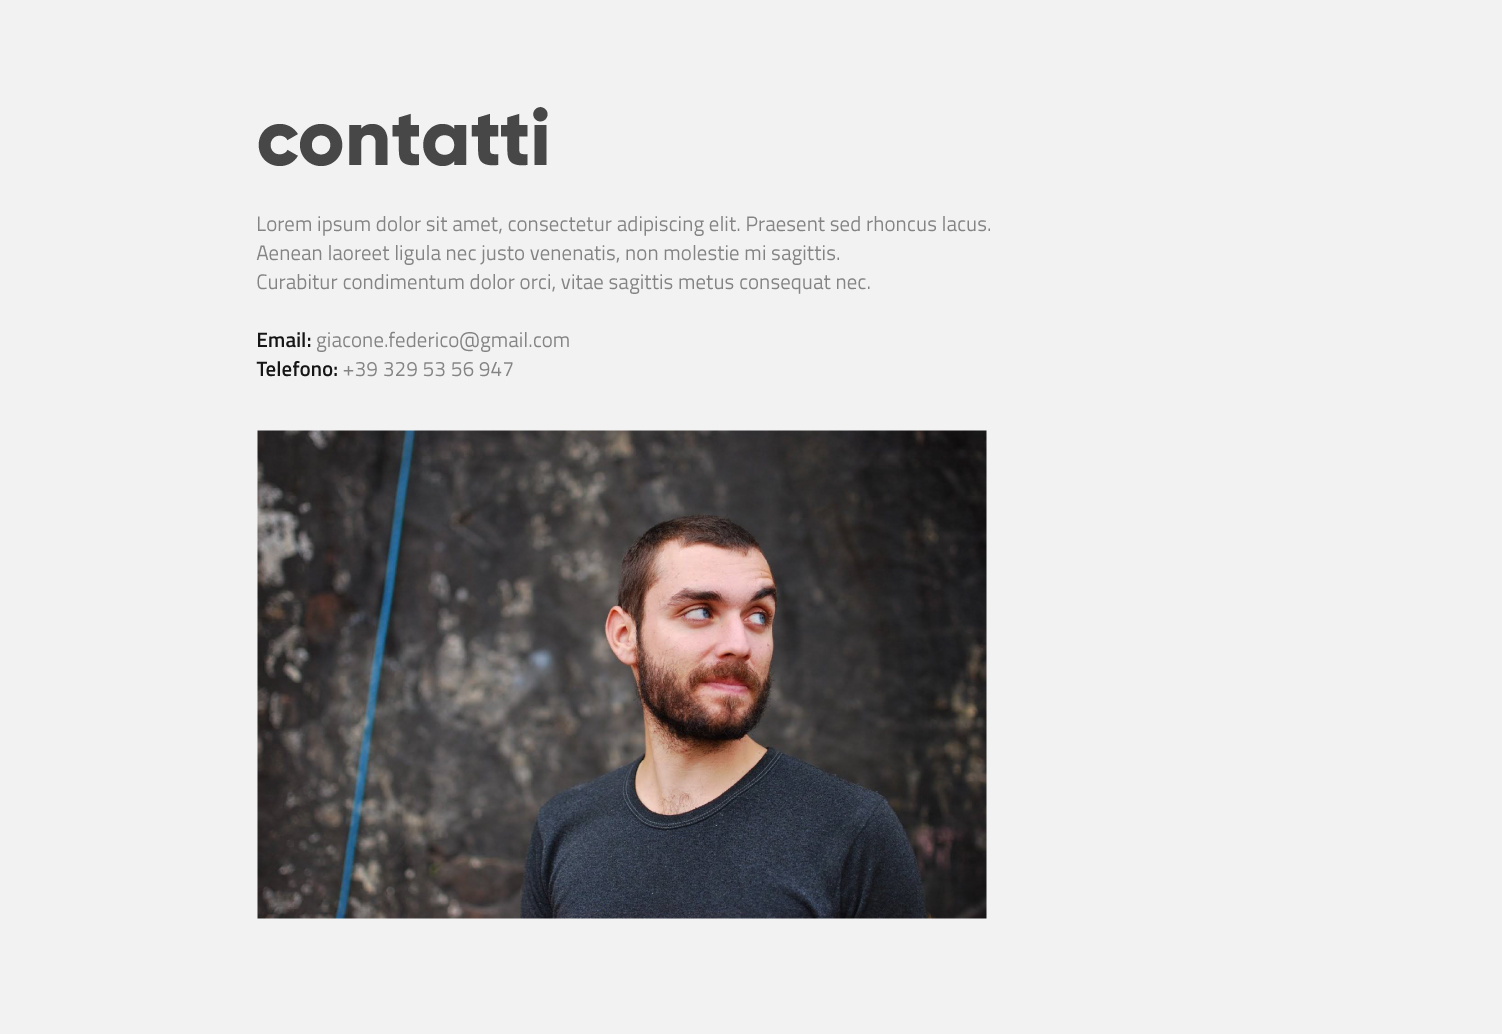 contatti
Lorem ipsum dolor sit amet, consectetur adipiscing elit. Praesent sed rhoncus lacus.
Aenean laoreet ligula nec justo venenatis, non molestie mi sagittis.
Curabitur condimentum dolor orci, vitae sagittis metus consequat nec.
Email: giacone.federico@gmail.com
Telefono: +39 329 53 56 947